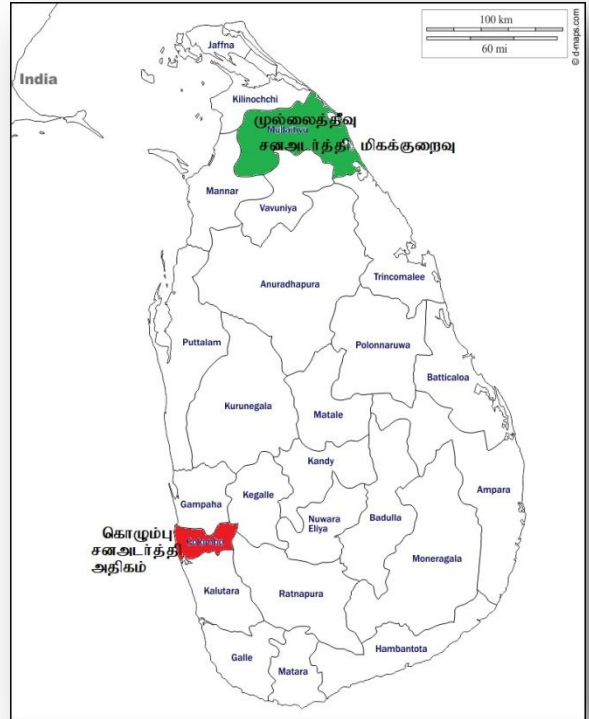 100 km
60 mi
© d-maps.com
India
Jaffna
Kilinochchi
முல்லைத்தீவு
Mullaitivu
சனஅடர்த்தி மிகக்குறைவு
Mannar
Vavuniya
Anuradhapura
Trincomalee
Puttalam
Polonnaruwa
Batticaloa
Kurunegala
Matale
Kandy
Ampara
Gampaha
Kegalle
Nuwara
Eliya
Badulla
கொழும்பு
சனஅடர்த்தி
அதிகம்
Colombo
Moneragala
Kalutara
Ratnapura
Hambantota
Galle
Matara